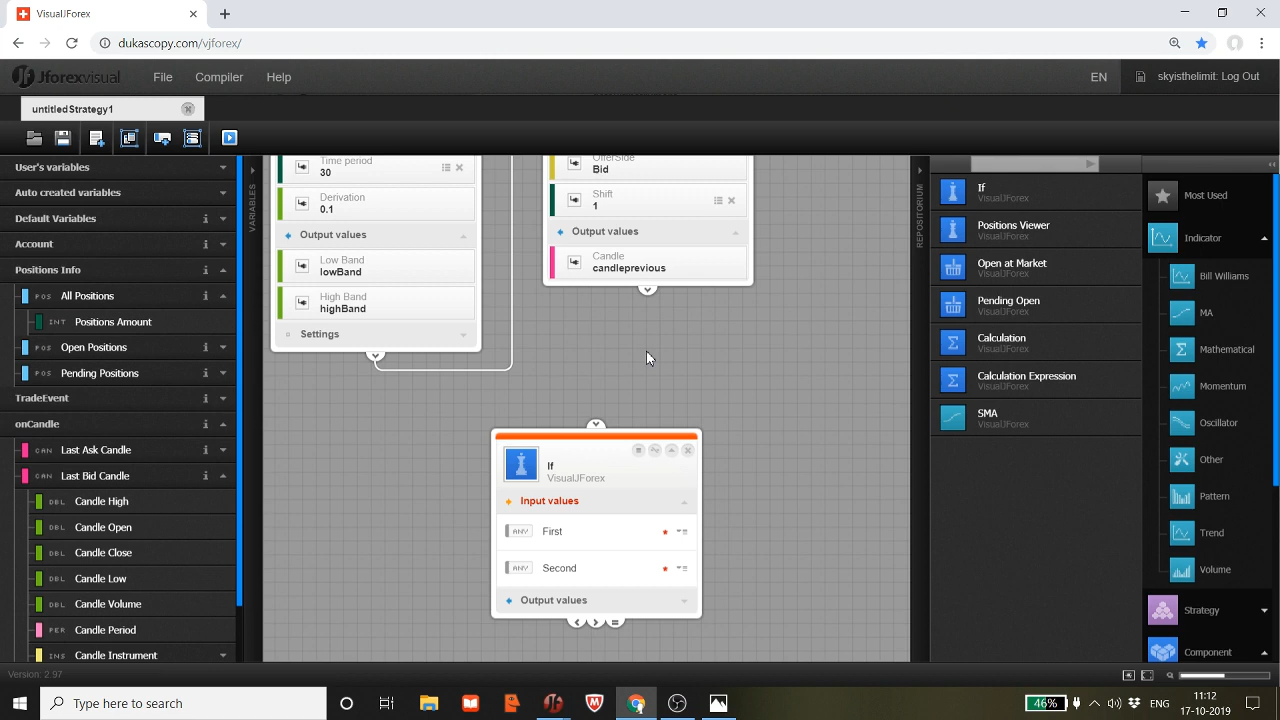 VisualJForex
dukascopy.com/vjforex/
Jforexvisual
File
Compiler
Help
EN
skyisthelimit: Log Out
untitledStrategy1
User's variables
Auto created variables
Default Variables
Account
Positions Info
POS All Positions
INT Positions Amount
POS Open Positions
POS Pending Positions
TradeEvent
onCandle
CAN Last Ask Candle
CAN Last Bid Candle
DBL Candle High
DBL Candle Open
DBL Candle Close
DBL Candle Low
DBL Candle Volume
PER Candle Period
INS Candle Instrument
VARIABLES
Time period
30
Derivation
0.1
Output values
Low Band
lowBand
High Band
highBand
Settings
OfferSide
Bid
Shift
1
Output values
Candle
candleprevious
If
VisualJForex
Input values
ANY First
ANY Second
Output values
REPOSITORIUM
If
VisualJForex
Positions Viewer
VisualJForex
Open at Market
VisualJForex
Pending Open
VisualJForex
Calculation
VisualJForex
Calculation Expression
VisualJForex
SMA
VisualJForex
Most Used
Indicator
Bill Williams
MA
Mathematical
Momentum
Oscillator
Other
Pattern
Trend
Volume
Strategy
Component
Version: 2.97
Type here to search
46%
ENG
11:12
17-10-2019